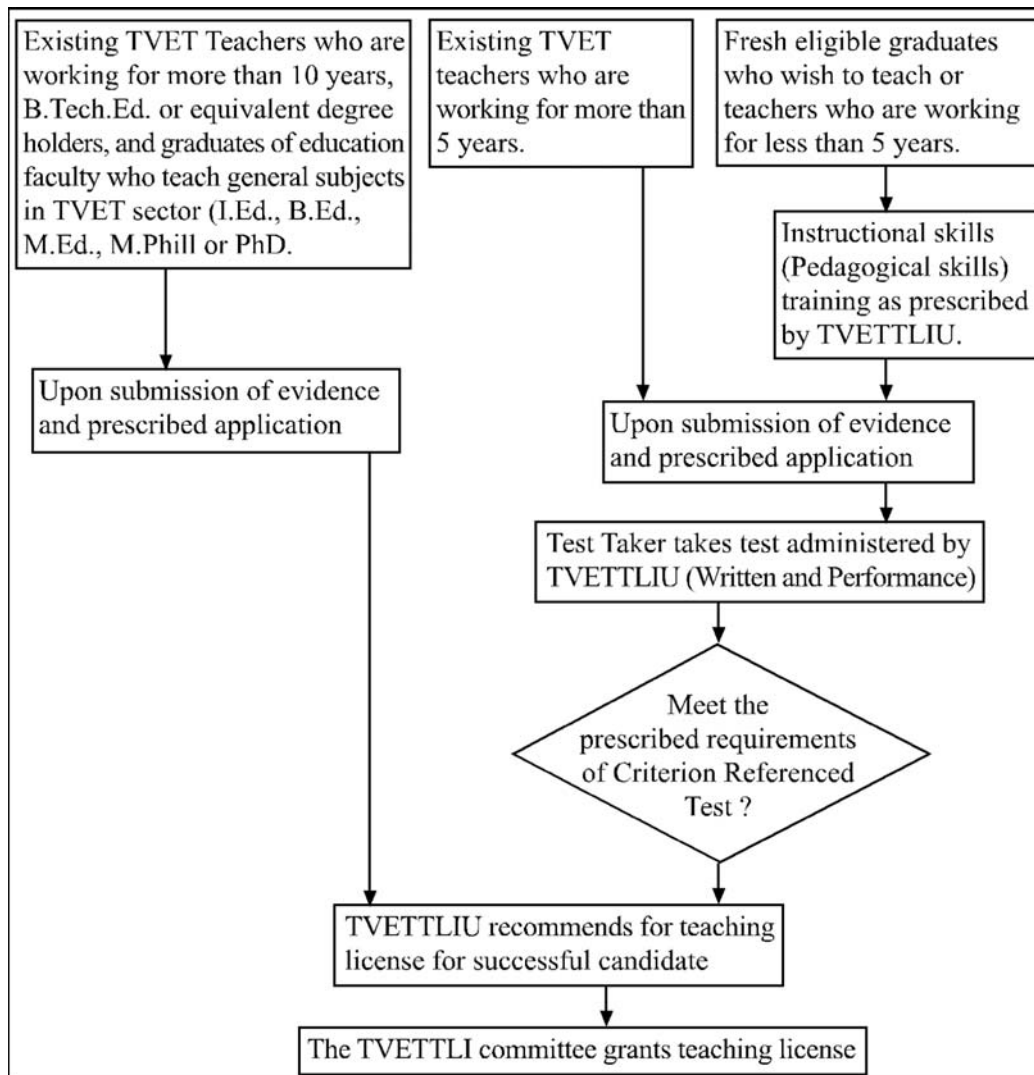 Existing TVET Teachers who are
working for more than 10 years,
B.Tech.Ed. or equivalent degree
holders, and graduates of education
faculty who teach general subjects
in TVET sector (I.Ed., B.Ed.,
M.Ed., M.Phill or PhD.
Existing TVET
teachers who are
working for more than
5 years.
Fresh eligible graduates
who wish to teach or
teachers who are working
for less than 5 years.
Instructional skills
(Pedagogical skills)
training as prescribed
by TVETTLIU.
Upon submission of evidence
and prescribed application
Upon submission of evidence
and prescribed application
Test Taker takes test administered by
TVETTLIU (Written and Performance)
Meet the
prescribed requirements
of Criterion Referenced
Test ?
TVETTLIU recommends for teaching
license for successful candidate
The TVETTLI committee grants teaching license